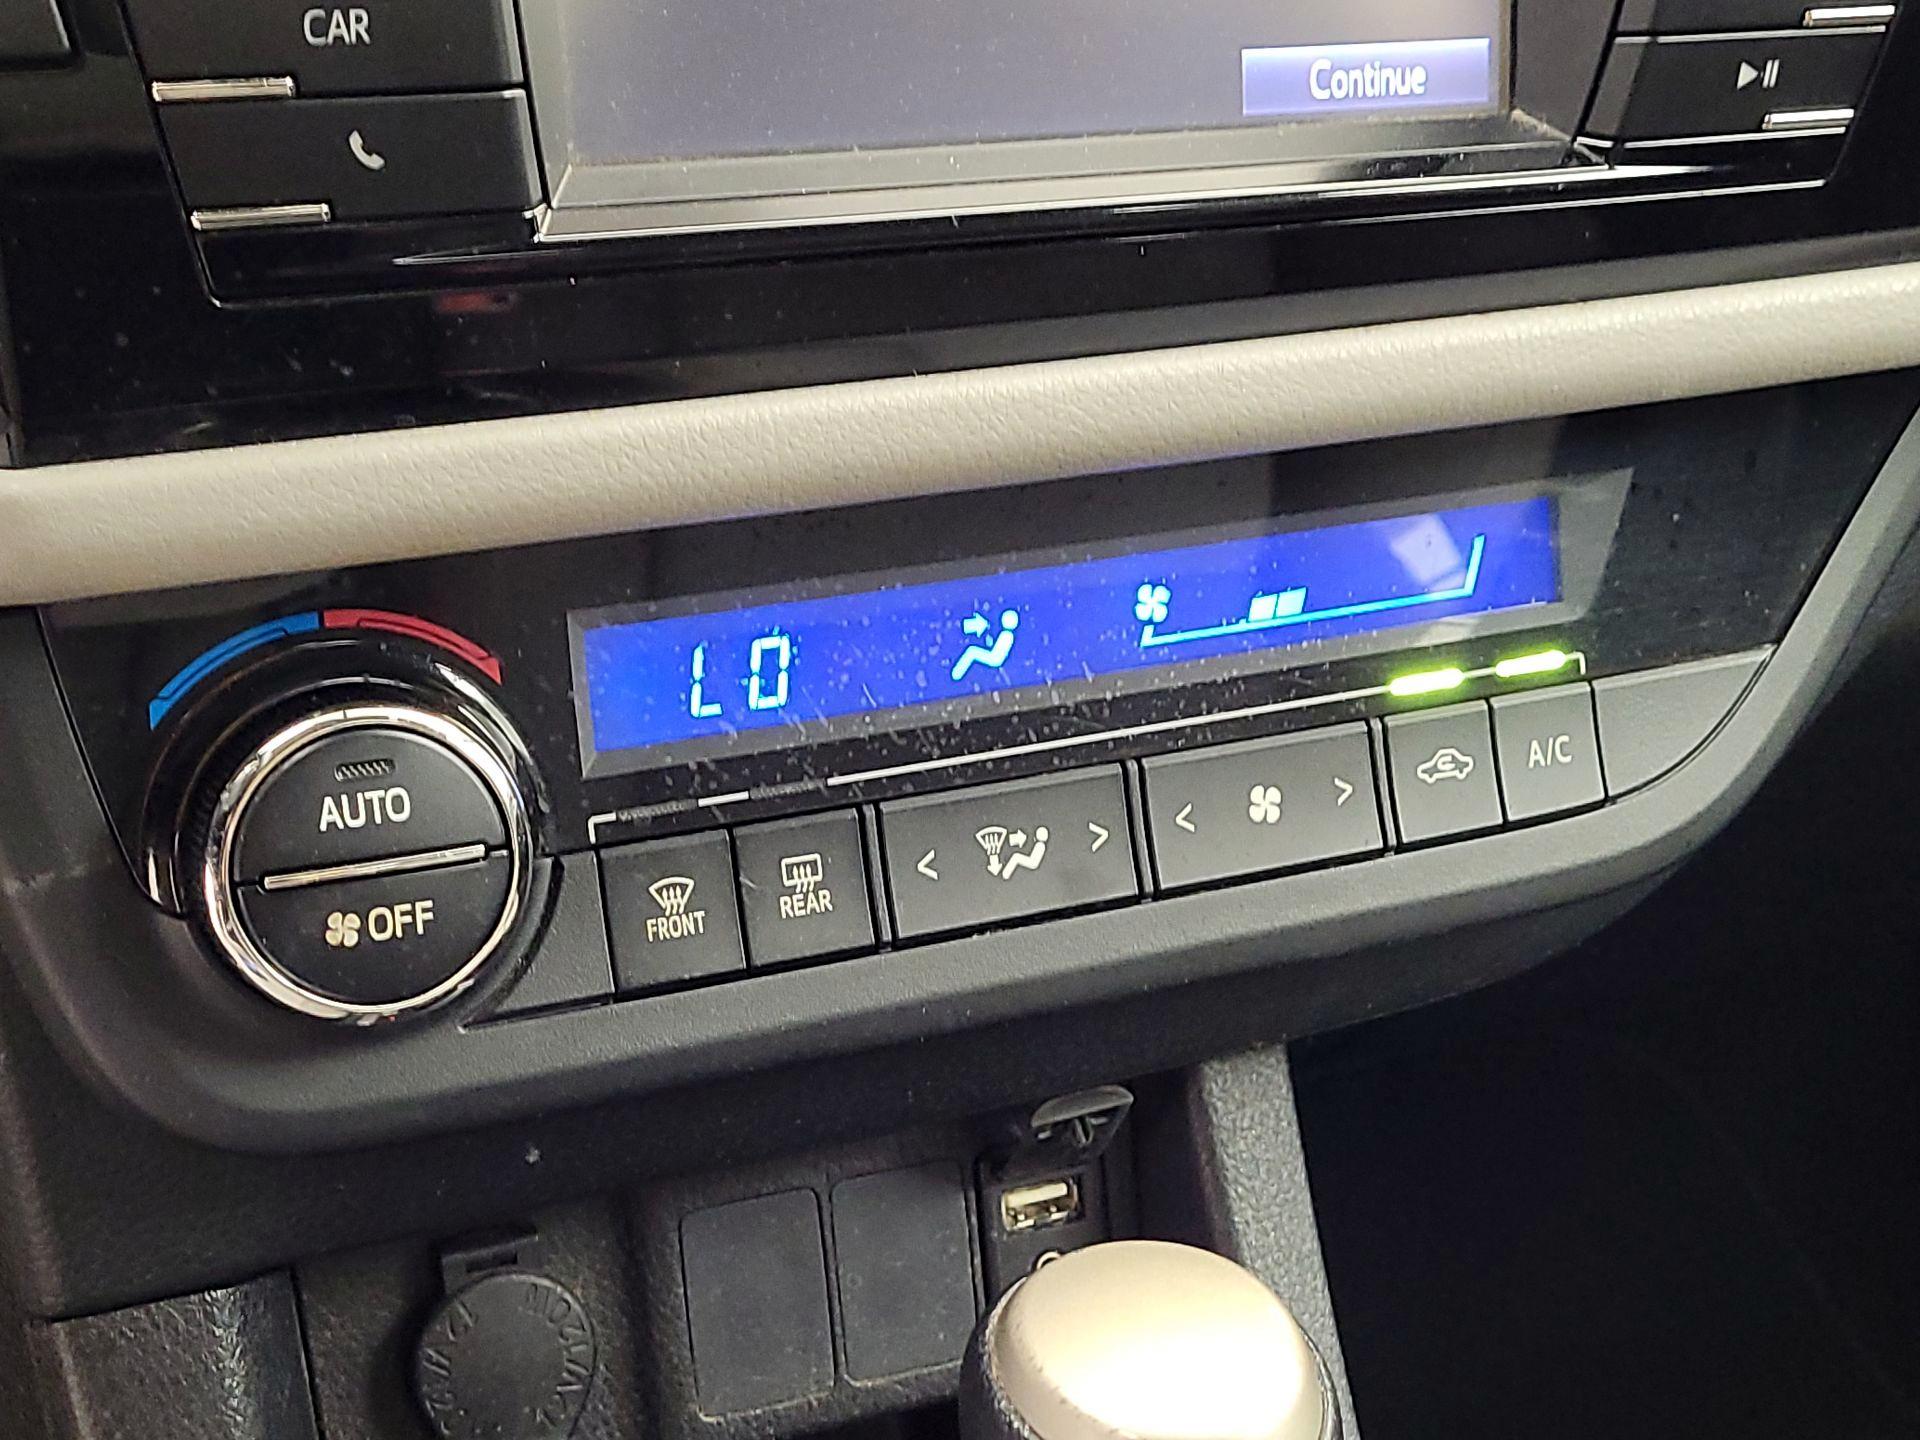 CAR
Continue
LO
AUTO
OFF
FRONT
REAR
A/C